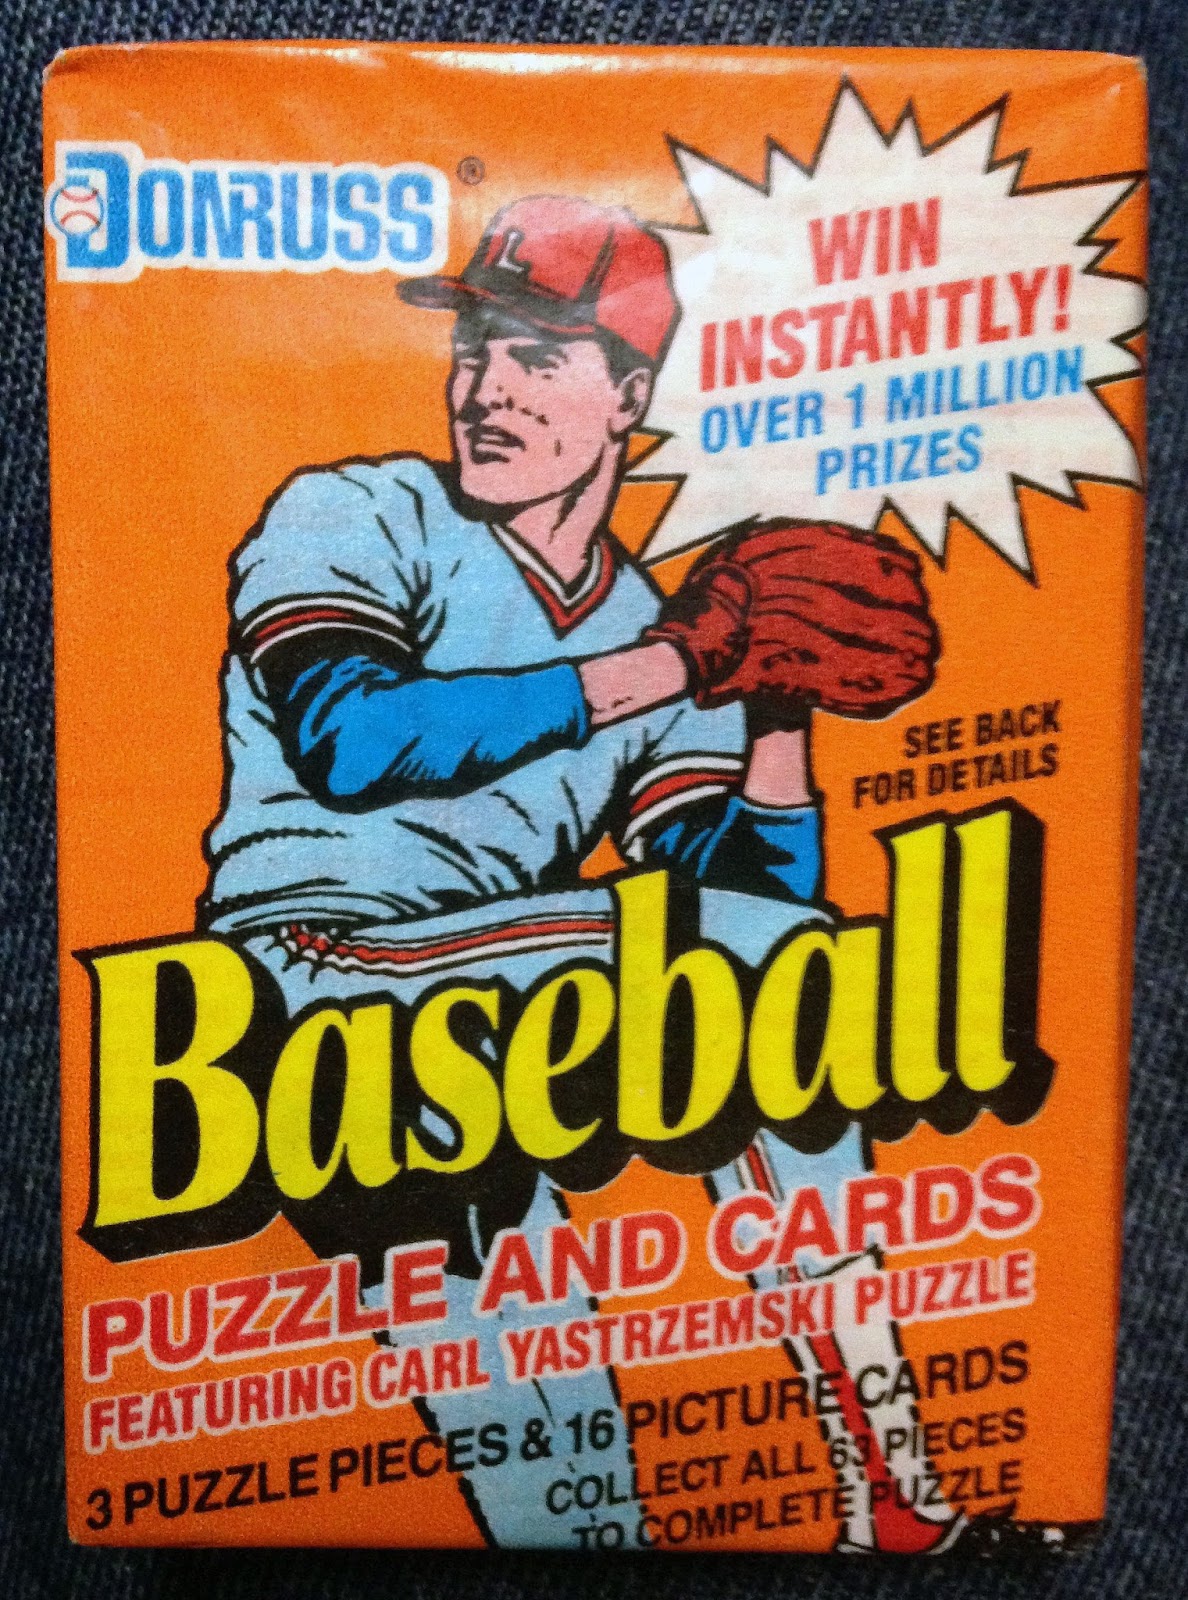 DONRUSS®
L
WIN
INSTANTLY!
OVER 1 MILLION
PRIZES
SEE BACK
FOR DETAILS
Baseball
PUZZLE AND CARDS
FEATURING CARL YASTRZEMSKI PUZZLE
3 PUZZLE PIECES & 16 PICTURE CARDS
COLLECT ALL 63 PIECES
TO COMPLETE PUZZLE